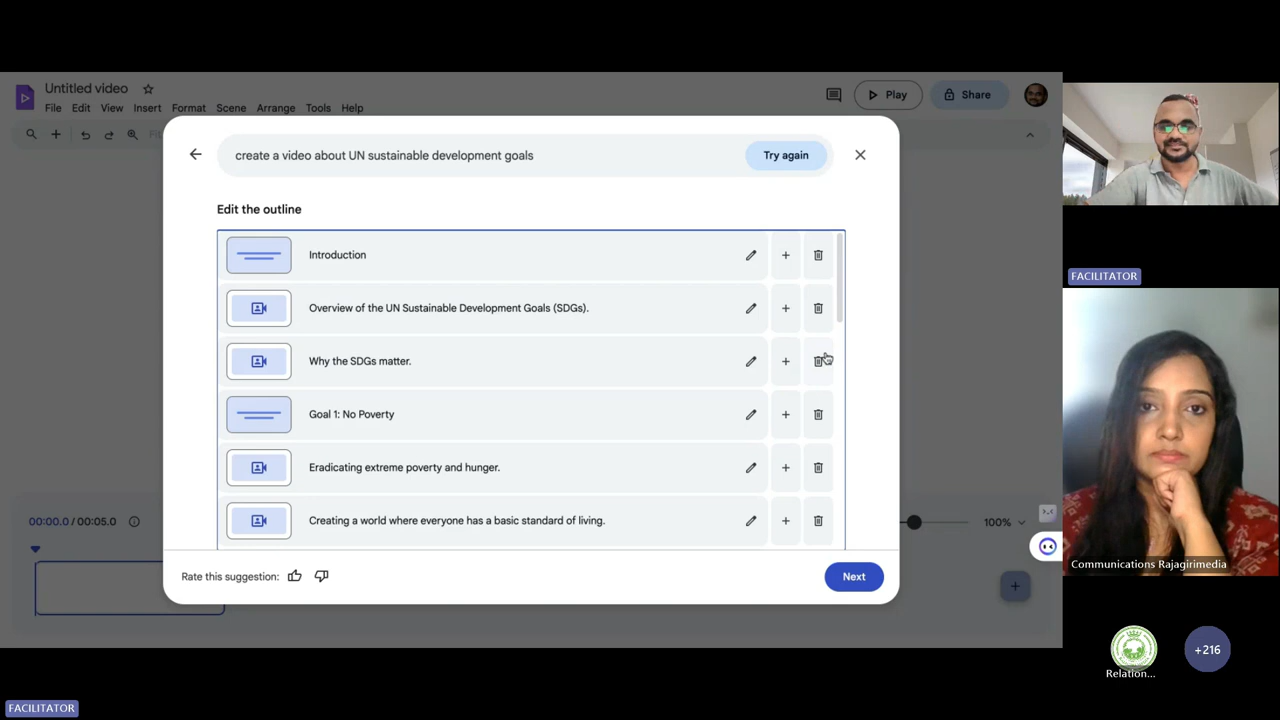 Untitled video
File Edit View Insert Format Scene Arrange Tools Help
Play
Share
create a video about UN sustainable development goals
Try again
Edit the outline
Introduction
Overview of the UN Sustainable Development Goals (SDGs).
Why the SDGs matter.
Goal 1: No Poverty
Eradicating extreme poverty and hunger.
Creating a world where everyone has a basic standard of living.
00:00.0 / 00:05.0
100%
Rate this suggestion:
Next
FACILITATOR
Communications Rajagirimedia
Relation...
+216
FACILITATOR